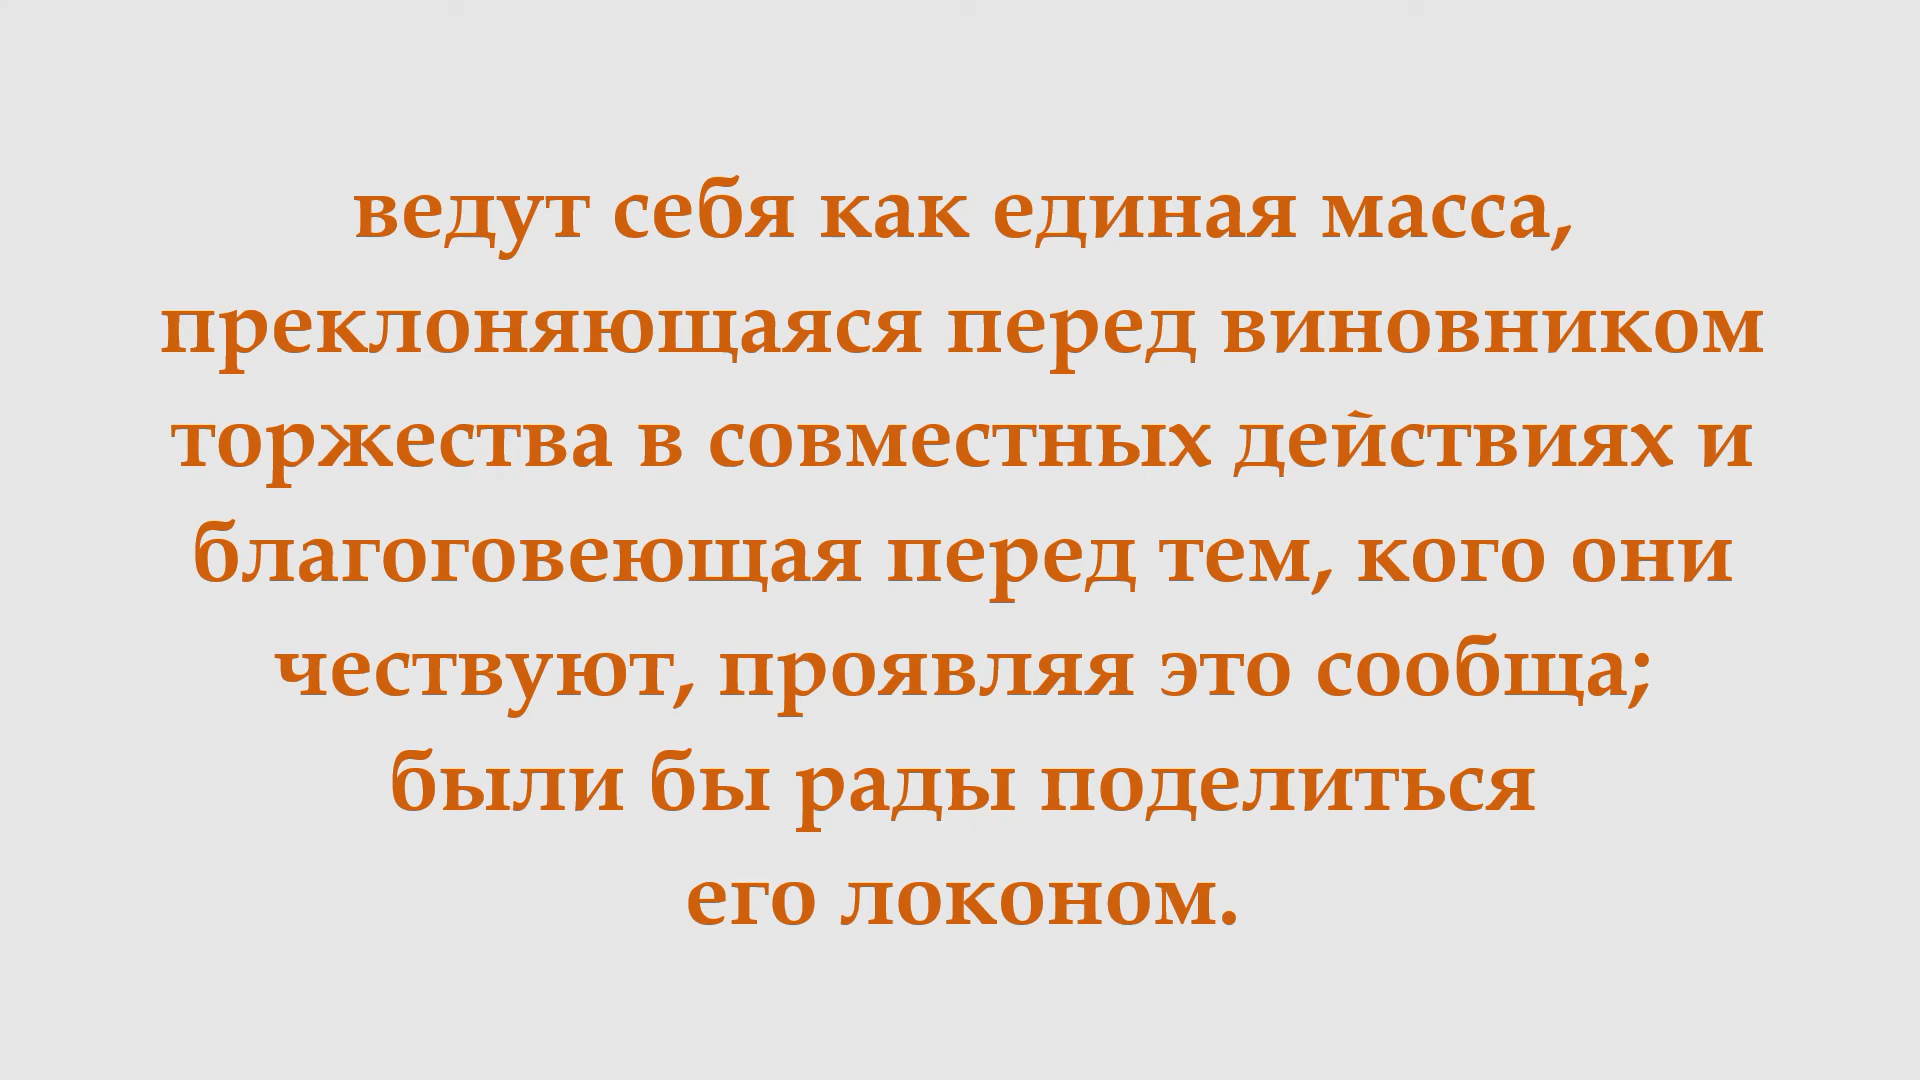 ведут себя как единая масса,
преклоняющаяся перед виновником
торжества в совместных действиях и
благоговеющая перед тем, кого они
чествуют, проявляя это сообща;
были бы рады поделиться
его локоном.